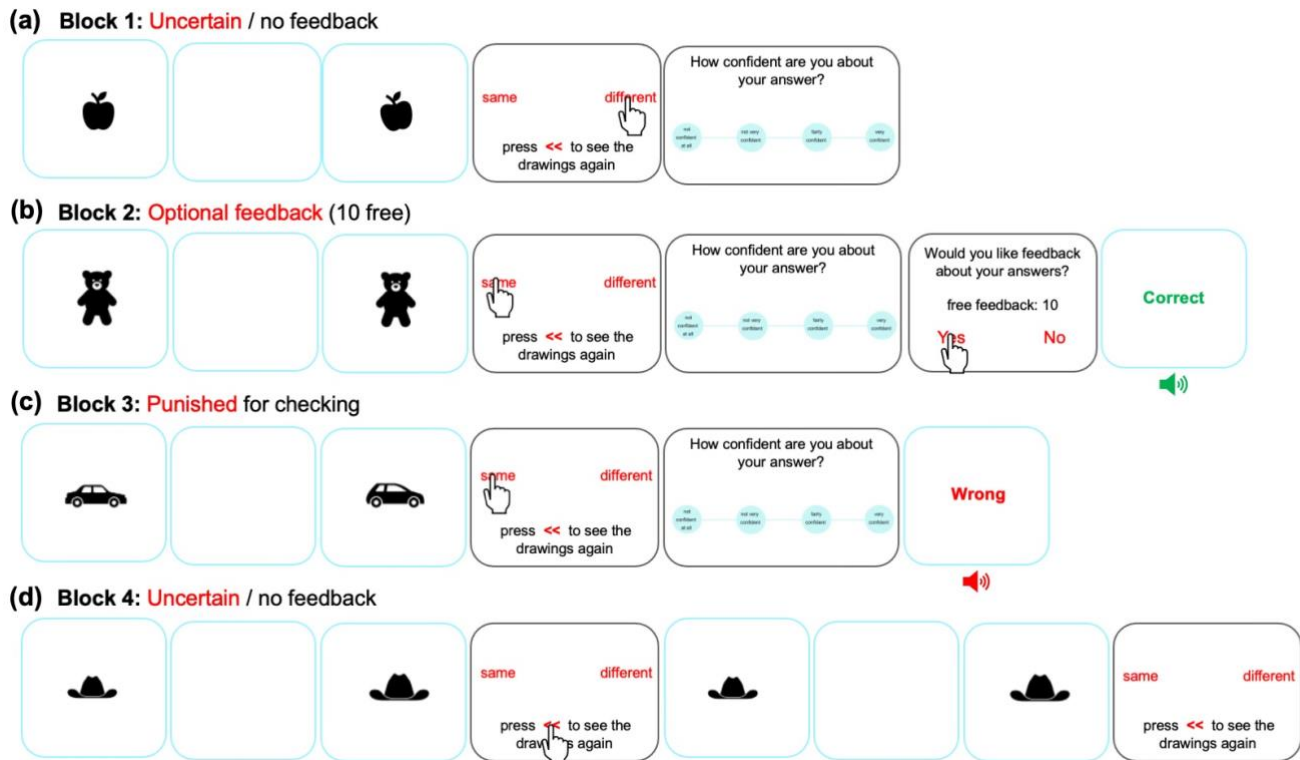 (a) Block 1: Uncertain / no feedback
same different
press << to see the
drawings again
How confident are you about
your answer?
not
confident
at all
not very
confident
fairly
confident
very
confident
(b) Block 2: Optional feedback (10 free)
same different
press << to see the
drawings again
How confident are you about
your answer?
not
confident
at all
not very
confident
fairly
confident
very
confident
Would you like feedback
about your answers?
free feedback: 10
Yes No
Correct
(c) Block 3: Punished for checking
same different
press << to see the
drawings again
How confident are you about
your answer?
not
confident
at all
not very
confident
fairly
confident
very
confident
Wrong
(d) Block 4: Uncertain / no feedback
same different
press << to see the
drawings again
same different
press << to see the
drawings again